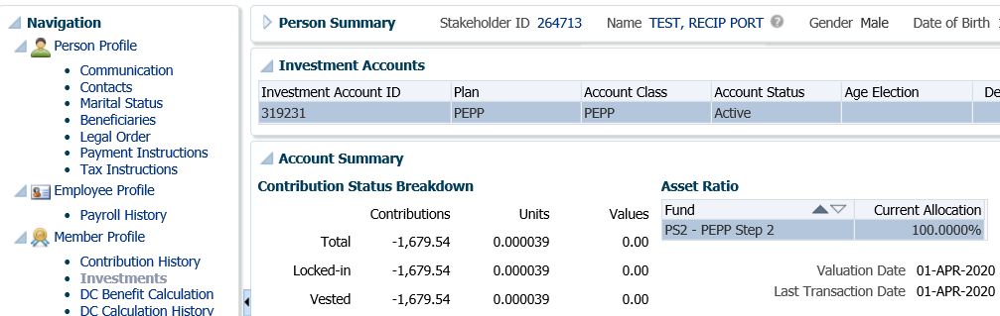 Navigation
Person Profile
Communication
Contacts
Marital Status
Beneficiaries
Legal Order
Payment Instructions
Tax Instructions
Employee Profile
Payroll History
Member Profile
Contribution History
Investments
DC Benefit Calculation
DC Calculation History
Person Summary Stakeholder ID 264713 Name TEST, RECIP PORT Gender Male Date of Birth
Investment Accounts
Investment Account ID Plan Account Class Account Status Age Election De
319231 PEPP PEPP Active
Account Summary
Contribution Status Breakdown
Contributions Units Values
Total -1,679.54 0.000039 0.00
Locked-in -1,679.54 0.000039 0.00
Vested -1,679.54 0.000039 0.00
Asset Ratio
Fund Current Allocation
PS2 - PEPP Step 2 100.0000%
Valuation Date 01-APR-2020
Last Transaction Date 01-APR-2020